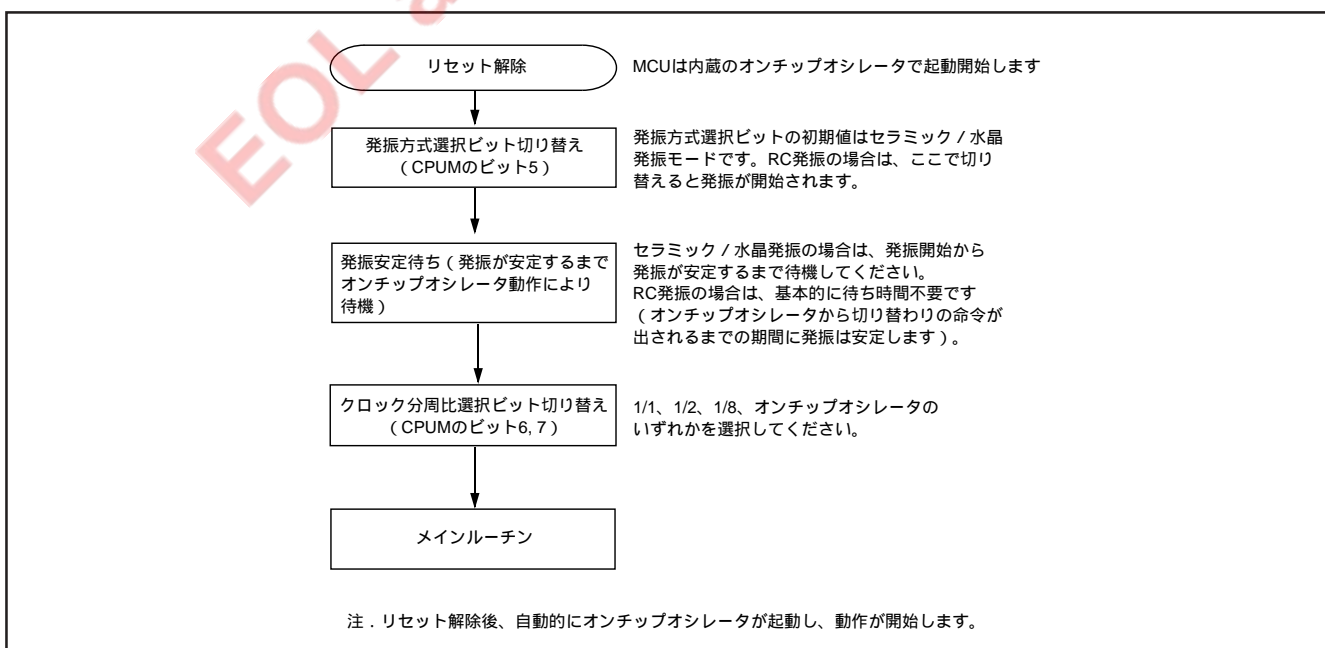 EOL a
リセット解除
MCUは内蔵のオンチップオシレータで起動開始します
発振方式選択ビット切り替え
(CPUMのビット5)
発振方式選択ビットの初期値はセラミック/水晶
発振モードです。RC発振の場合は、ここで切り
替えると発振が開始されます。
発振安定待ち(発振が安定するまで
オンチップオシレータ動作により
待機)
セラミック/水晶発振の場合は、発振開始から
発振が安定するまで待機してください。
RC発振の場合は、基本的に待ち時間不要です
(オンチップオシレータから切り替わりの命令が
出されるまでの期間に発振は安定します)。
クロック分周比選択ビット切り替え
(CPUMのビット6, 7)
1/1、1/2、1/8、オンチップオシレータの
いずれかを選択してください。
メインルーチン
注.リセット解除後、自動的にオンチップオシレータが起動し、動作が開始します。